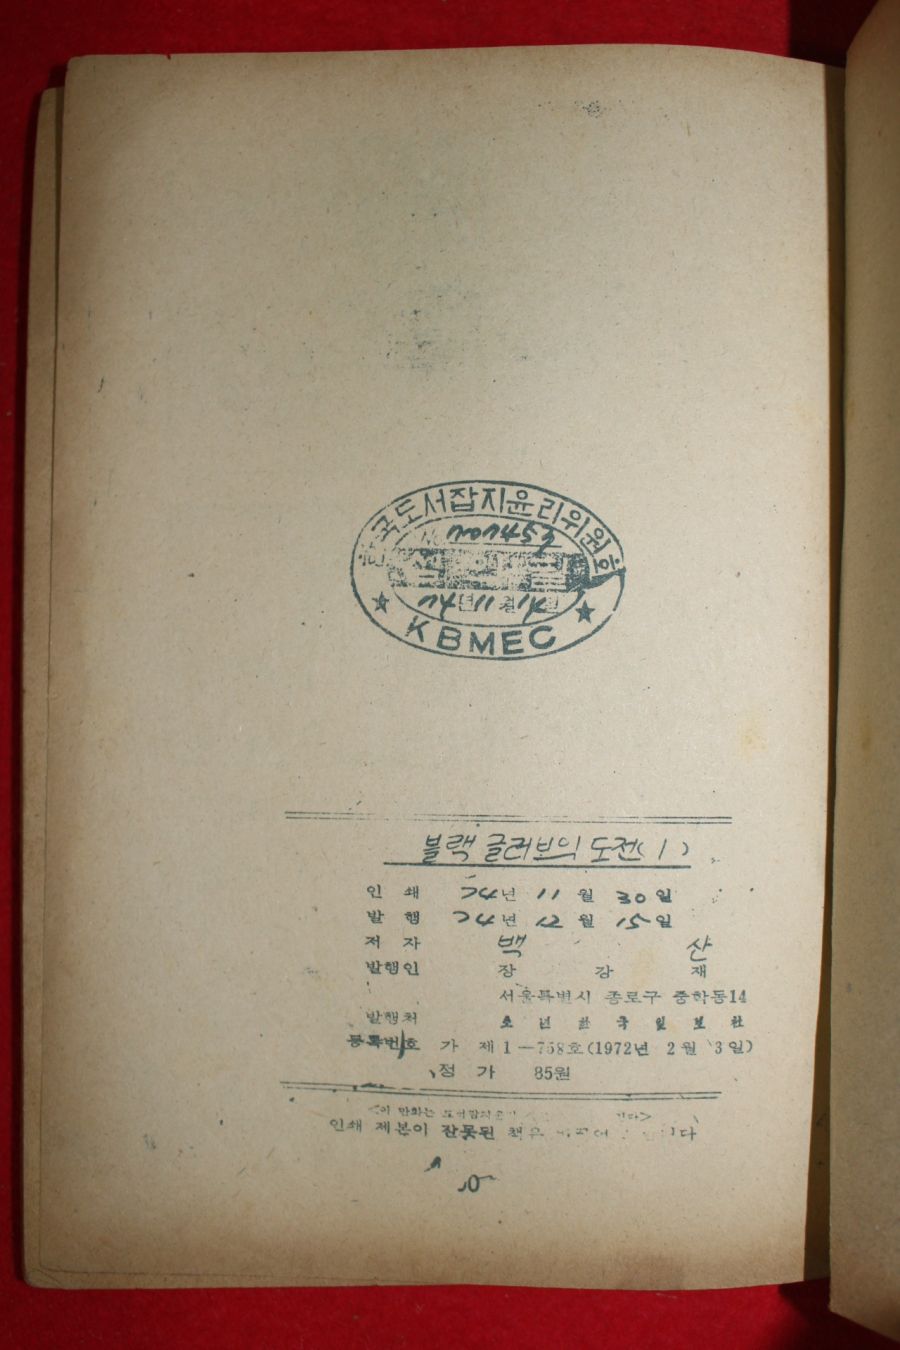 한국도서잡지윤리위원회
74년 11월 14일
KBMEC
블랙 글러브의 도전(1)
인 쇄 74년 11월 30일
발 행 74년 12월 15일
저 자 백 산
발행인 장 강 재
서울특별시 종로구 중학동14
발행처 소년한국일보사
등록번호 가 제1—758호(1972년 2월 3일)
정 가 85원
<이 만화는
인쇄 제본이 잘못된 책은